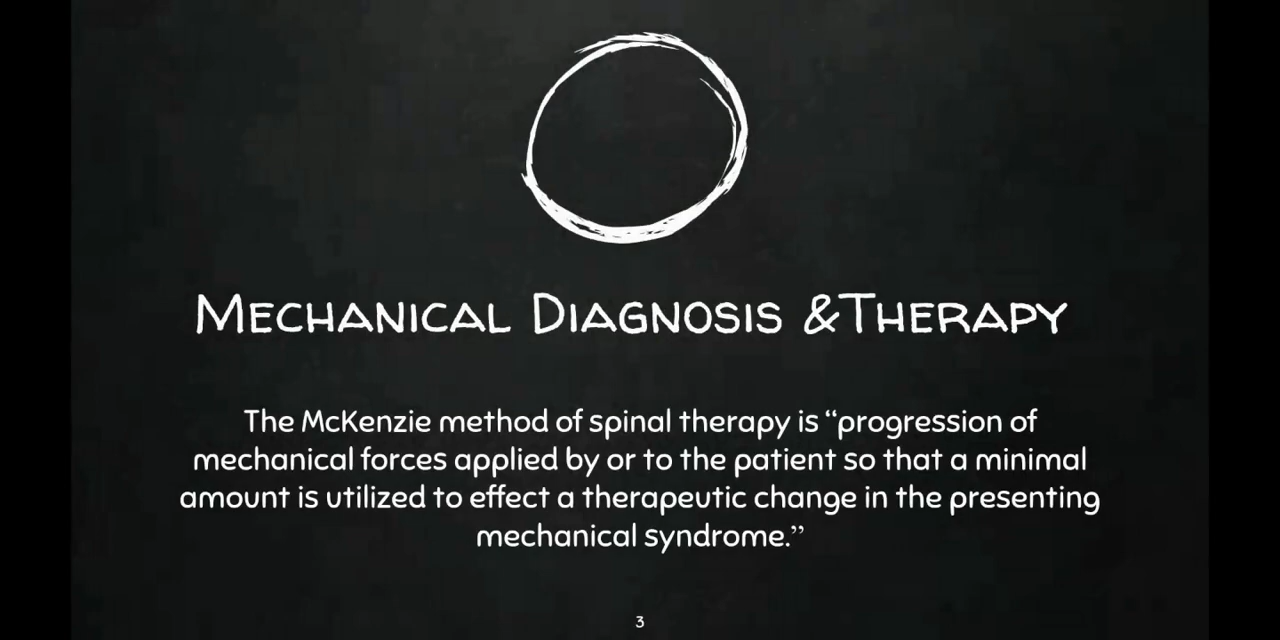 Mechanical Diagnosis &Therapy
The McKenzie method of spinal therapy is “progression of
mechanical forces applied by or to the patient so that a minimal
amount is utilized to effect a therapeutic change in the presenting
mechanical syndrome.”
3